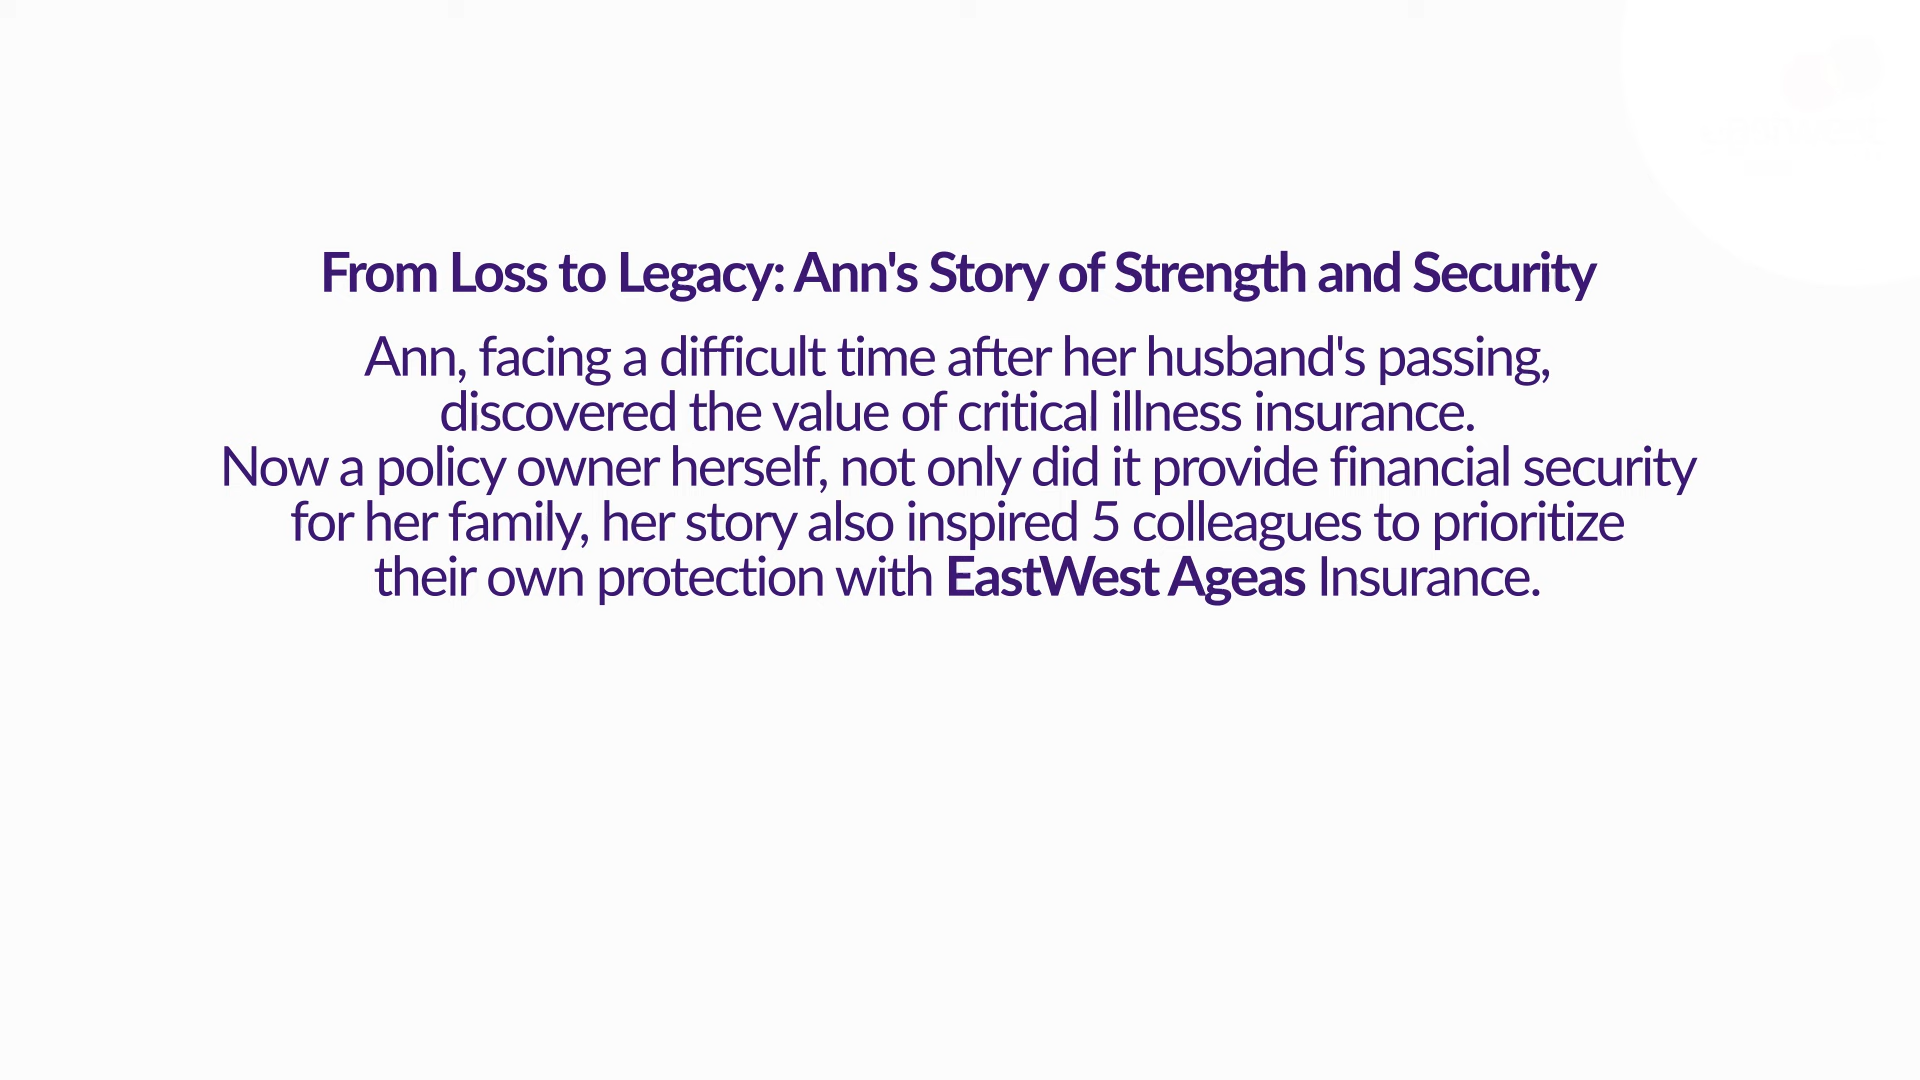 From Loss to Legacy: Ann's Story of Strength and Security
Ann, facing a difficult time after her husband's passing,
discovered the value of critical illness insurance.
Now a policy owner herself, not only did it provide financial security
for her family, her story also inspired 5 colleagues to prioritize
their own protection with EastWest Ageas Insurance.